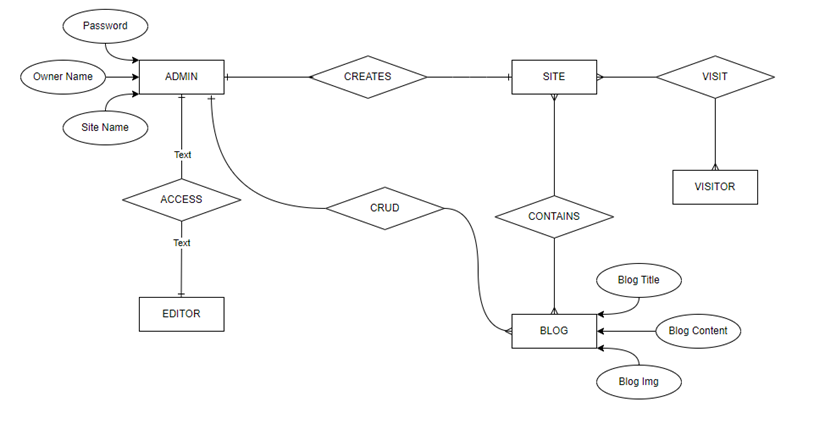 Password
Owner Name
ADMIN
CREATES
SITE
VISIT
Site Name
Text
ACCESS
CRUD
CONTAINS
VISITOR
Text
EDITOR
Blog Title
BLOG
Blog Content
Blog Img